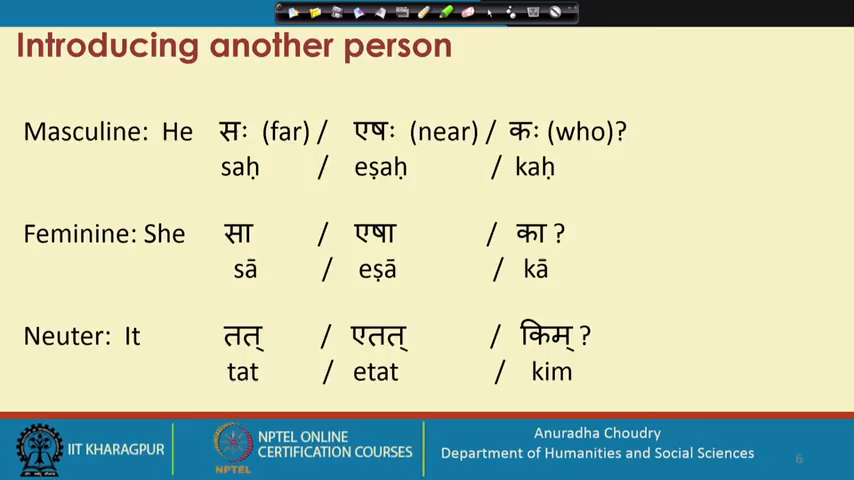 Introducing another person
Masculine: He सः (far) / एषः (near) / कः (who)?
saḥ / eṣaḥ / kaḥ
Feminine: She सा / एषा / का ?
sā / eṣā / kā
Neuter: It तत् / एतत् / किम् ?
tat / etat / kim
IIT KHARAGPUR
NPTEL
NPTEL ONLINE
CERTIFICATION COURSES
Anuradha Choudry
Department of Humanities and Social Sciences
6